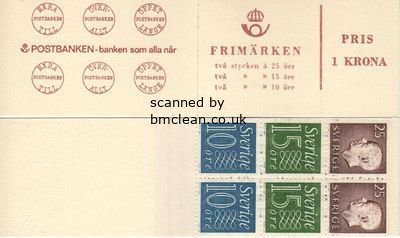 BRA TILL POSTBANKEN
ÖVER- ALLT POSTBANKEN
ÖPPET LÄNGE POSTBANKEN
POSTBANKEN - banken som alla når
BRA TILL POSTBANKEN
ÖVER- ALLT POSTBANKEN
ÖPPET LÄNGE POSTBANKEN
FRIMÄRKEN
två stycken à 25 öre
två » » 15 öre
två » » 10 öre
PRIS
1 KRONA
scanned by
bmclean.co.uk
10 öre Sverige
15 öre Sverige
25 SVERIGE
10 öre Sverige
15 öre Sverige
25 SVERIGE